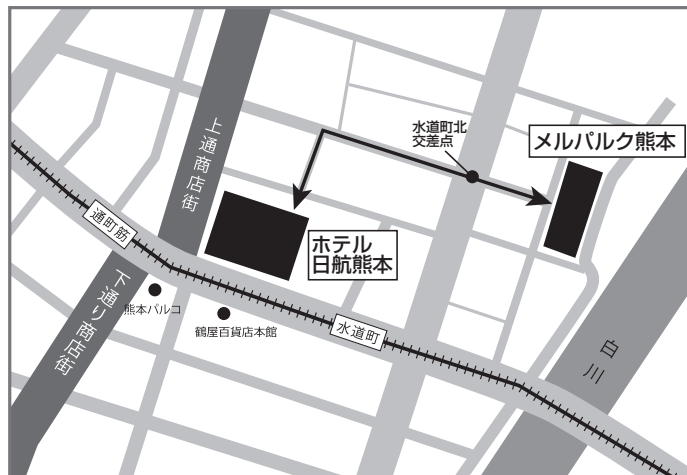 水道町北
交差点
メルパルク熊本
上通商店街
ホテル
日航熊本
通町筋
下通り商店街
熊本パルコ
鶴屋百貨店本館
水道町
白川